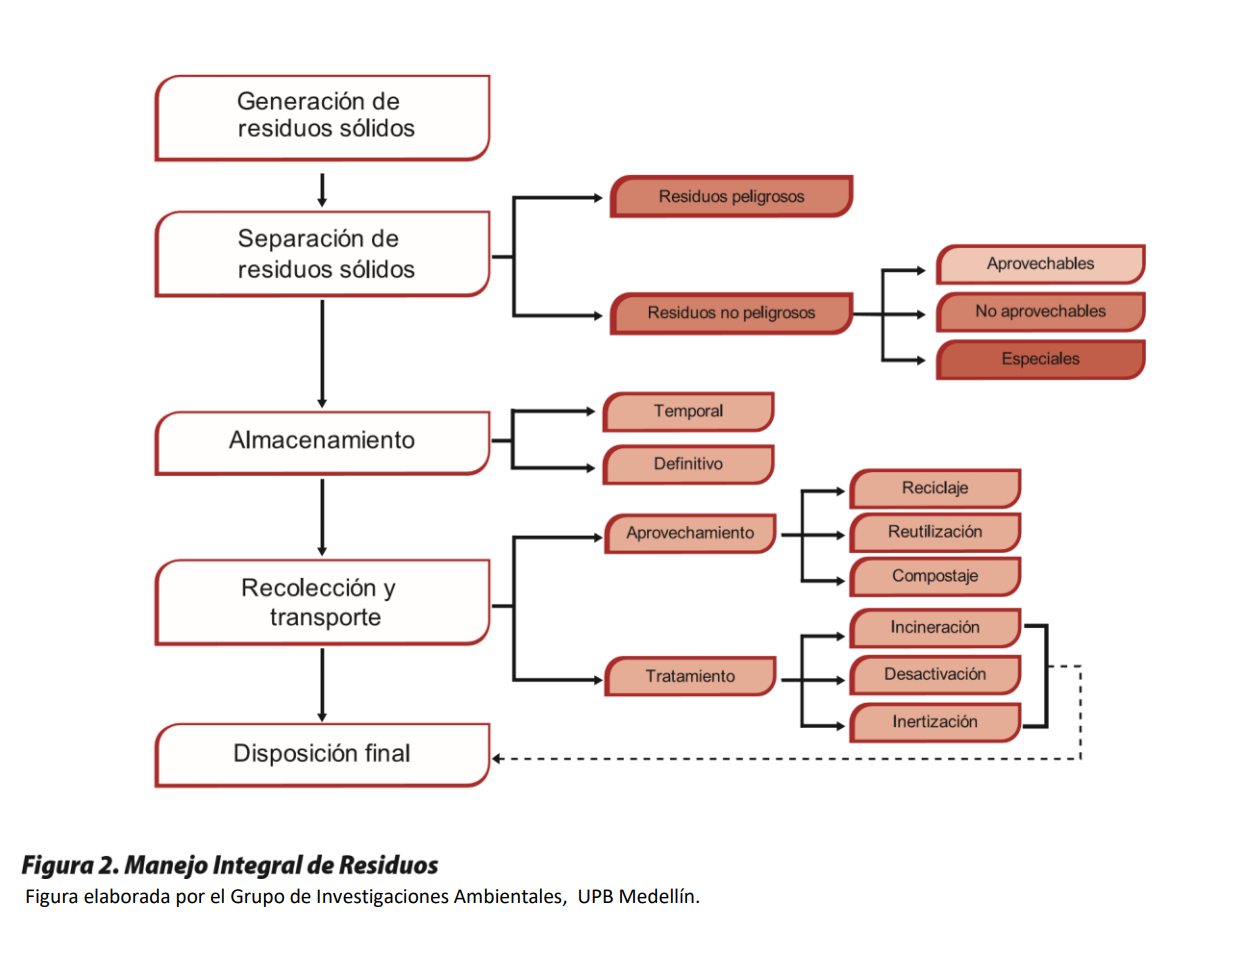 Generación de
residuos sólidos
Separación de
residuos sólidos
Residuos peligrosos
Residuos no peligrosos
Aprovechables
No aprovechables
Especiales
Almacenamiento
Temporal
Definitivo
Recolección y
transporte
Aprovechamiento
Reciclaje
Reutilización
Compostaje
Tratamiento
Incineración
Desactivación
Inertización
Disposición final
Figura 2. Manejo Integral de Residuos
Figura elaborada por el Grupo de Investigaciones Ambientales, UPB Medellín.